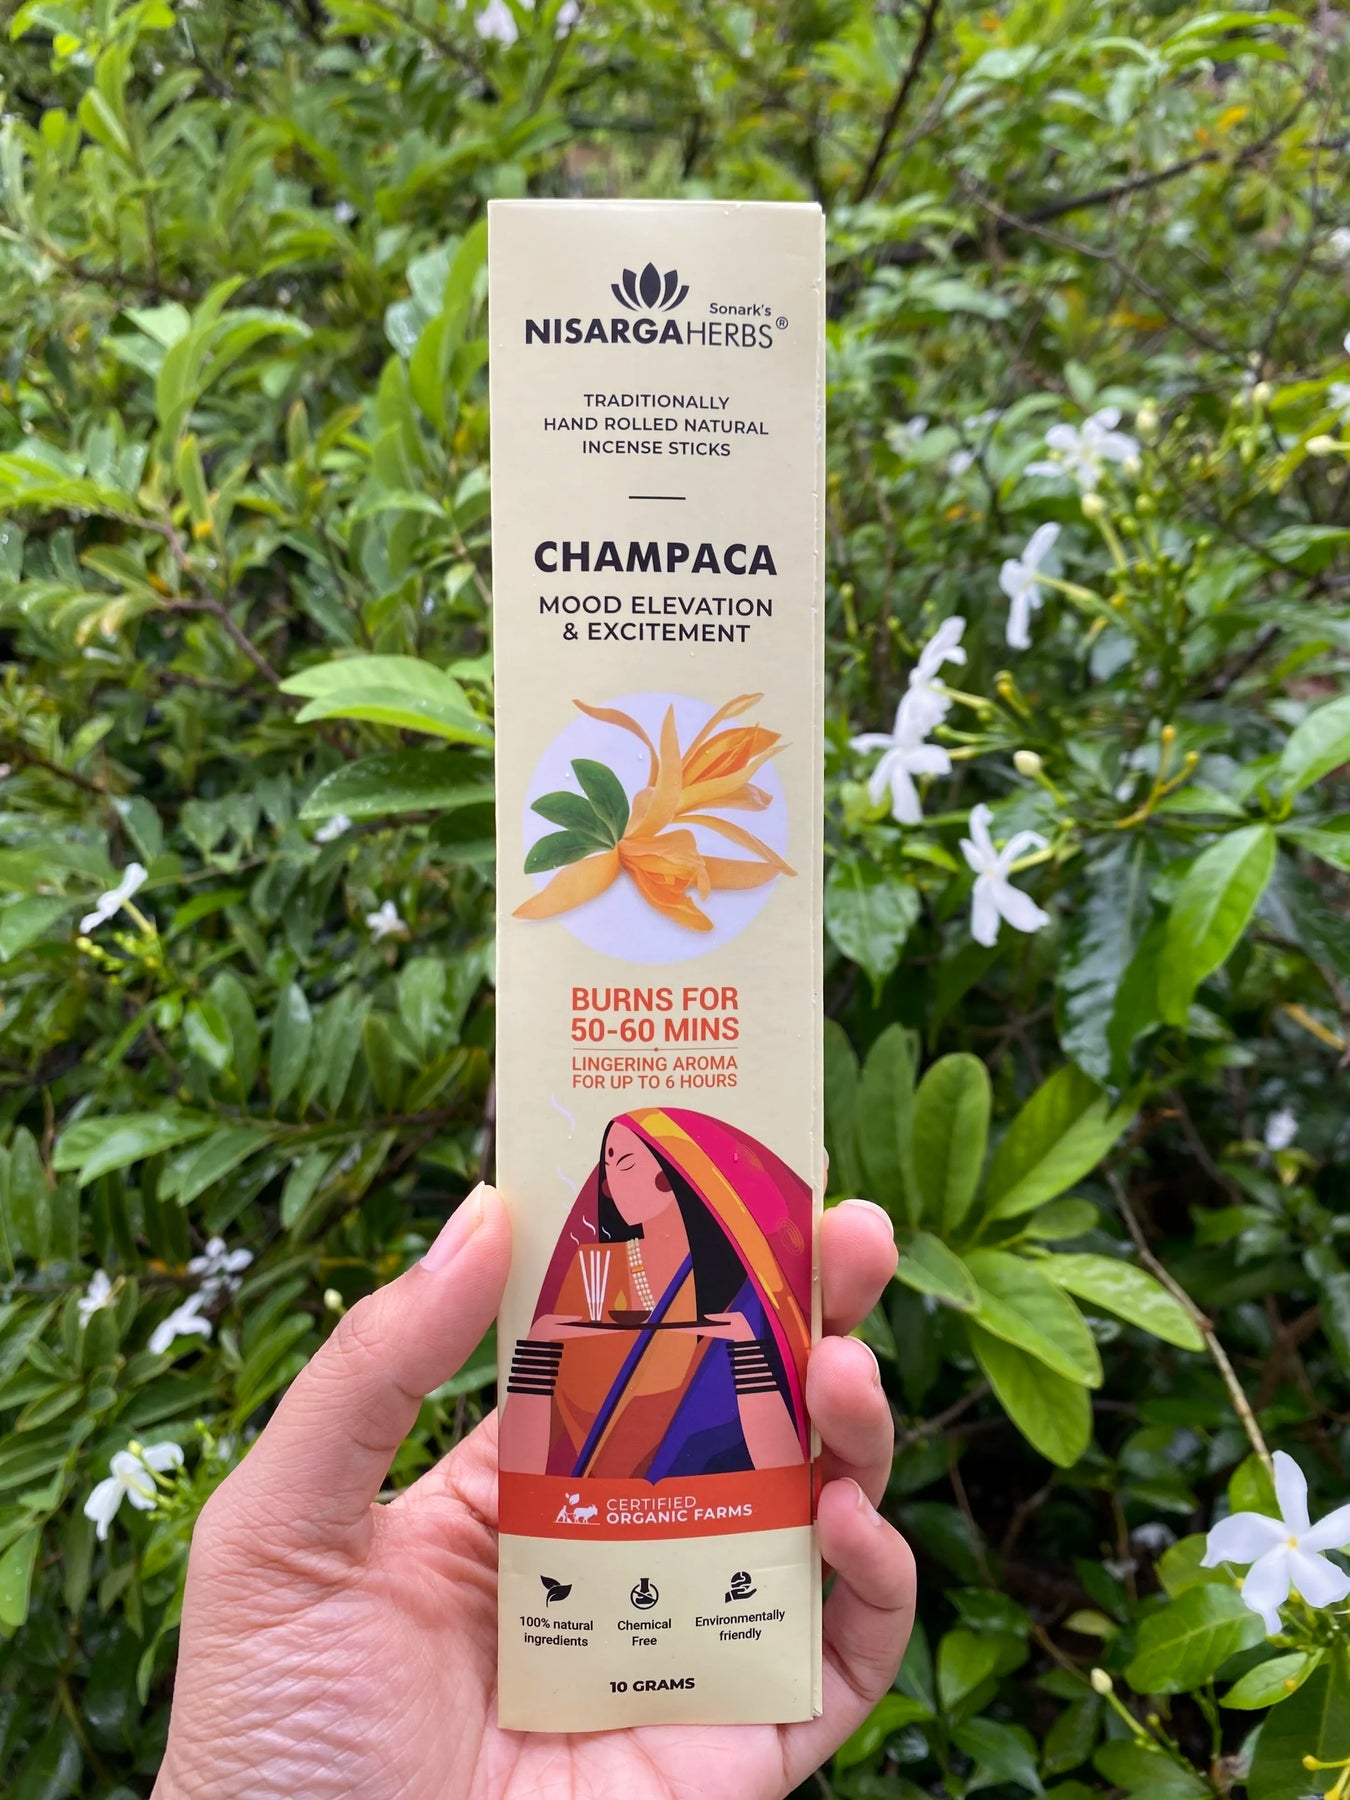 Sonark's
NISARGAHERBS®
TRADITIONALLY
HAND ROLLED NATURAL
INCENSE STICKS
CHAMPACA
MOOD ELEVATION
& EXCITEMENT
BURNS FOR
50-60 MINS
LINGERING AROMA
FOR UP TO 6 HOURS
CERTIFIED
ORGANIC FARMS
100% natural
ingredients
Chemical
Free
Environmentally
friendly
10 GRAMS